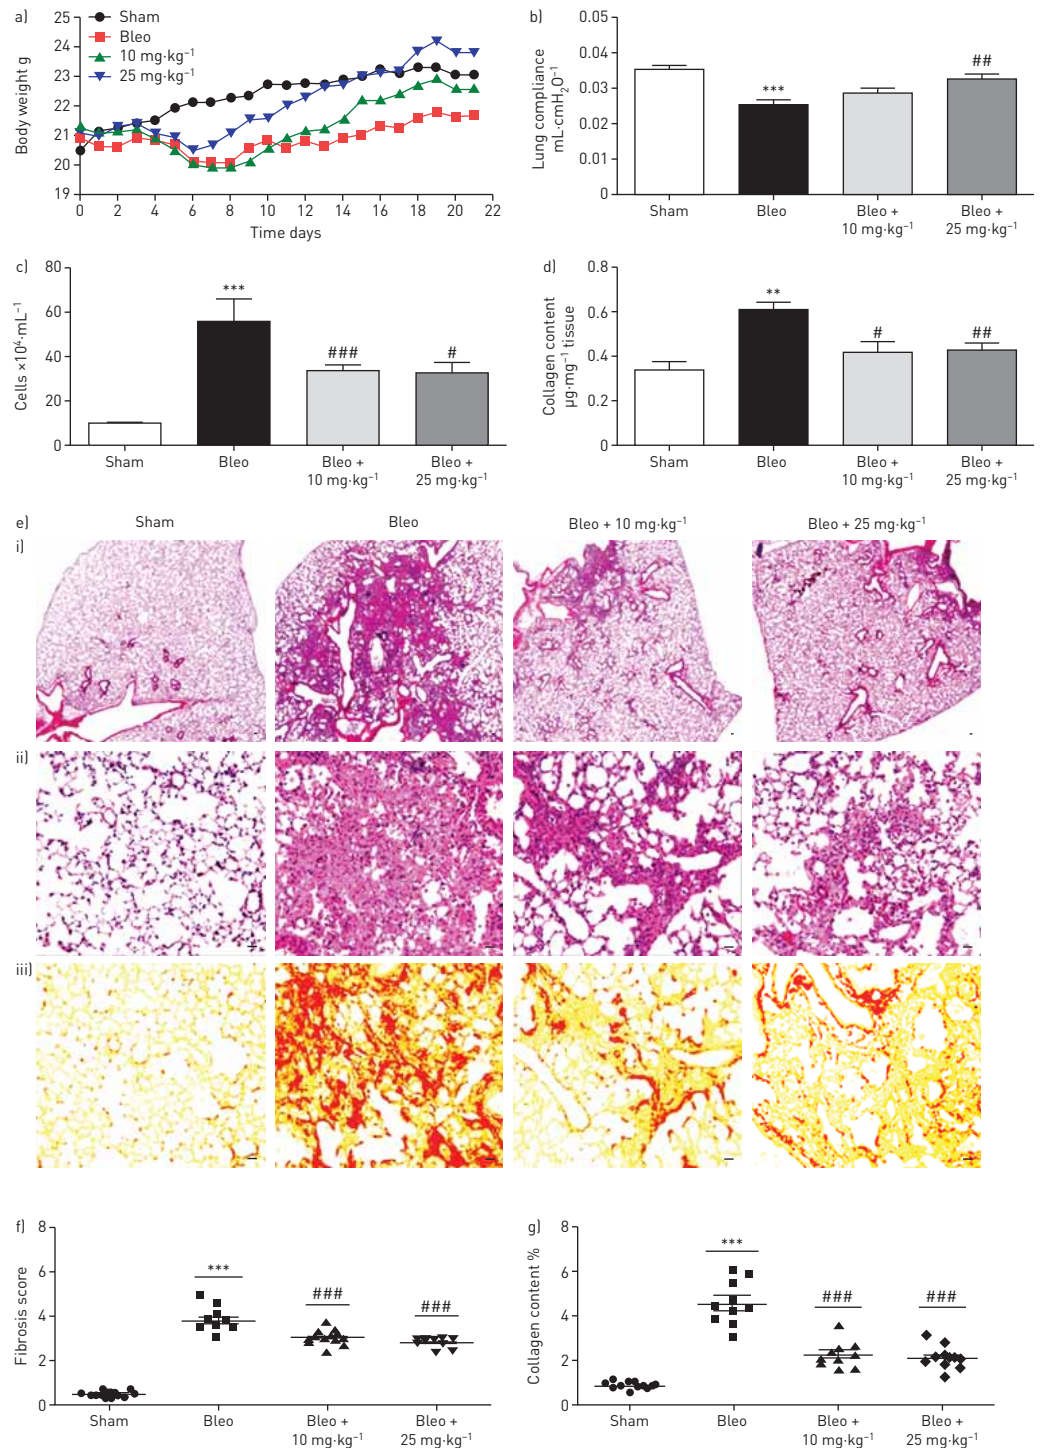 a)
25
24
23
22
21
20
19
Body weight g
Sham
Bleo
10 mg·kg⁻¹
25 mg·kg⁻¹
0 2 4 6 8 10 12 14 16 18 20 22
Time days
b)
0.05
0.04
0.03
0.02
0.01
0
Lung compliance
mL·cmH₂O⁻¹
***
##
Sham
Bleo
Bleo +
10 mg·kg⁻¹
Bleo +
25 mg·kg⁻¹
c)
80
60
40
20
0
Cells ×10⁴·mL⁻¹
***
###
#
Sham
Bleo
Bleo +
10 mg·kg⁻¹
Bleo +
25 mg·kg⁻¹
d)
0.8
0.6
0.4
0.2
0
Collagen content
µg·mg⁻¹ tissue
**
#
##
Sham
Bleo
Bleo +
10 mg·kg⁻¹
Bleo +
25 mg·kg⁻¹
e)
Sham
Bleo
Bleo + 10 mg·kg⁻¹
Bleo + 25 mg·kg⁻¹
i)
ii)
iii)
f)
8
6
4
2
0
Fibrosis score
***
###
###
Sham
Bleo
Bleo +
10 mg·kg⁻¹
Bleo +
25 mg·kg⁻¹
g)
8
6
4
2
0
Collagen content %
***
###
###
Sham
Bleo
Bleo +
10 mg·kg⁻¹
Bleo +
25 mg·kg⁻¹